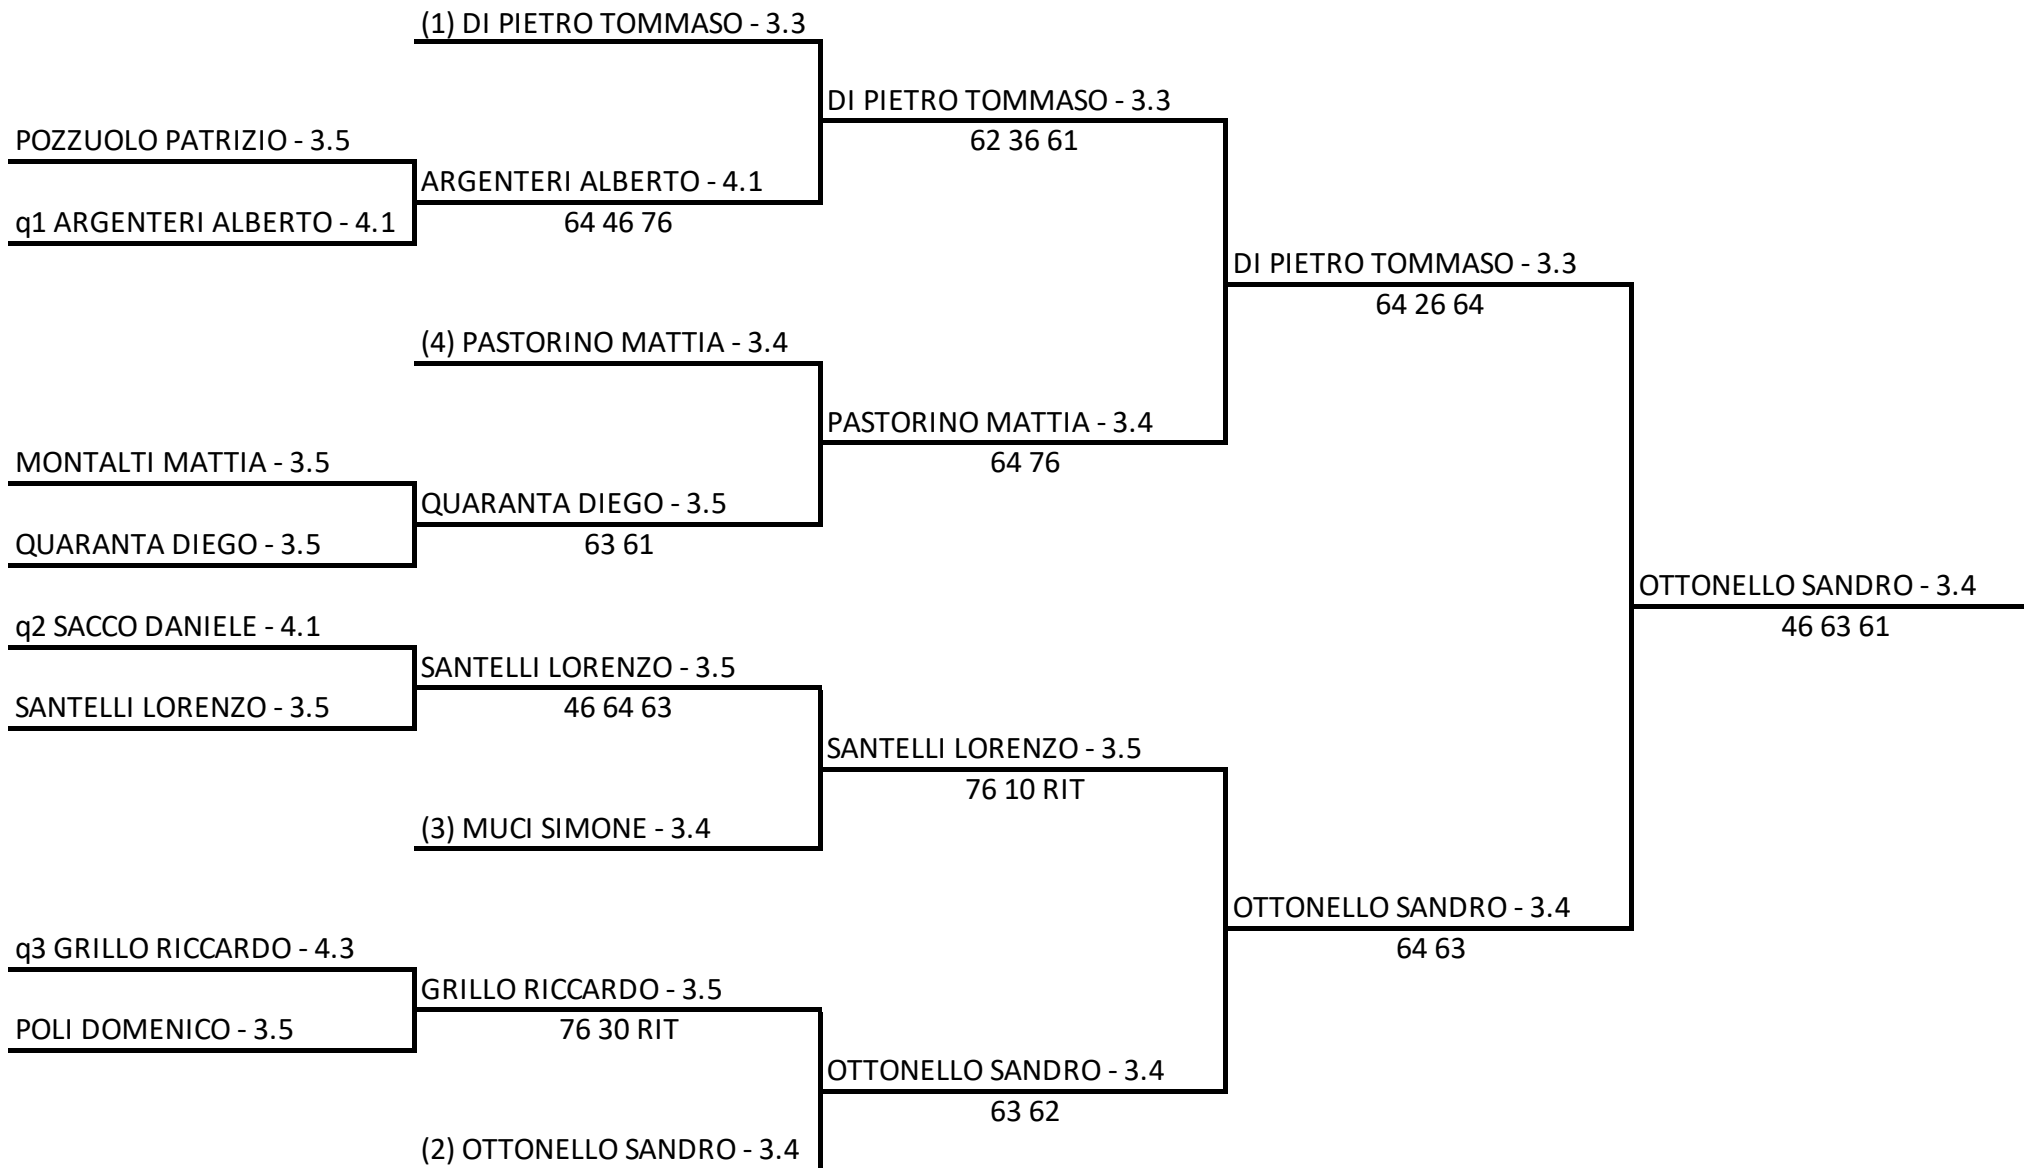 (1) DI PIETRO TOMMASO - 3.3
DI PIETRO TOMMASO - 3.3
62 36 61
POZZUOLO PATRIZIO - 3.5
ARGENTERI ALBERTO - 4.1
64 46 76
q1 ARGENTERI ALBERTO - 4.1
DI PIETRO TOMMASO - 3.3
64 26 64
(4) PASTORINO MATTIA - 3.4
PASTORINO MATTIA - 3.4
64 76
MONTALTI MATTIA - 3.5
QUARANTA DIEGO - 3.5
63 61
QUARANTA DIEGO - 3.5
OTTONELLO SANDRO - 3.4
46 63 61
q2 SACCO DANIELE - 4.1
SANTELLI LORENZO - 3.5
46 64 63
SANTELLI LORENZO - 3.5
SANTELLI LORENZO - 3.5
76 10 RIT
(3) MUCI SIMONE - 3.4
OTTONELLO SANDRO - 3.4
64 63
q3 GRILLO RICCARDO - 4.3
GRILLO RICCARDO - 3.5
76 30 RIT
POLI DOMENICO - 3.5
OTTONELLO SANDRO - 3.4
63 62
(2) OTTONELLO SANDRO - 3.4